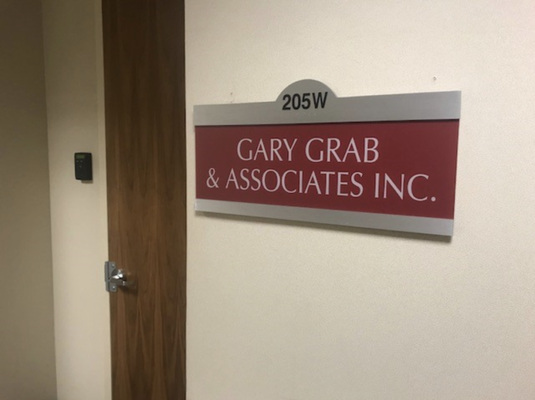 205W
GARY GRAB
& ASSOCIATES INC.